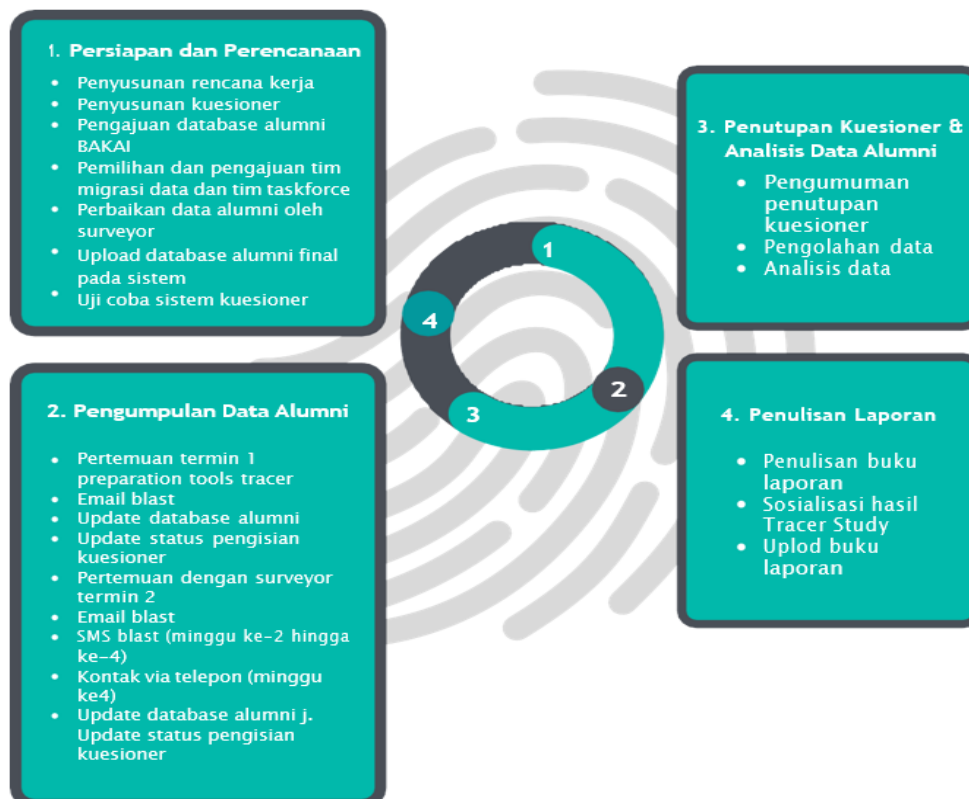 1. Persiapan dan Perencanaan
• Penyusunan rencana kerja
• Penyusunan kuesioner
• Pengajuan database alumni
BAKAI
• Pemilihan dan pengajuan tim
migrasi data dan tim taskforce
• Perbaikan data alumni oleh
surveyor
• Upload database alumni final
pada sistem
• Uji coba sistem kuesioner
2. Pengumpulan Data Alumni
• Pertemuan termin 1
preparation tools tracer
• Email blast
• Update database alumni
• Update status pengisian
kuesioner
• Pertemuan dengan surveyor
termin 2
• Email blast
• SMS blast (minggu ke-2 hingga
ke-4)
• Kontak via telepon (minggu
ke4)
• Update database alumni j.
Update status pengisian
kuesioner
1
2
3
4
3. Penutupan Kuesioner &
Analisis Data Alumni
• Pengumuman
penutupan
kuesioner
• Pengolahan data
• Analisis data
4. Penulisan Laporan
• Penulisan buku
laporan
• Sosialisasi hasil
Tracer Study
• Uplod buku
laporan